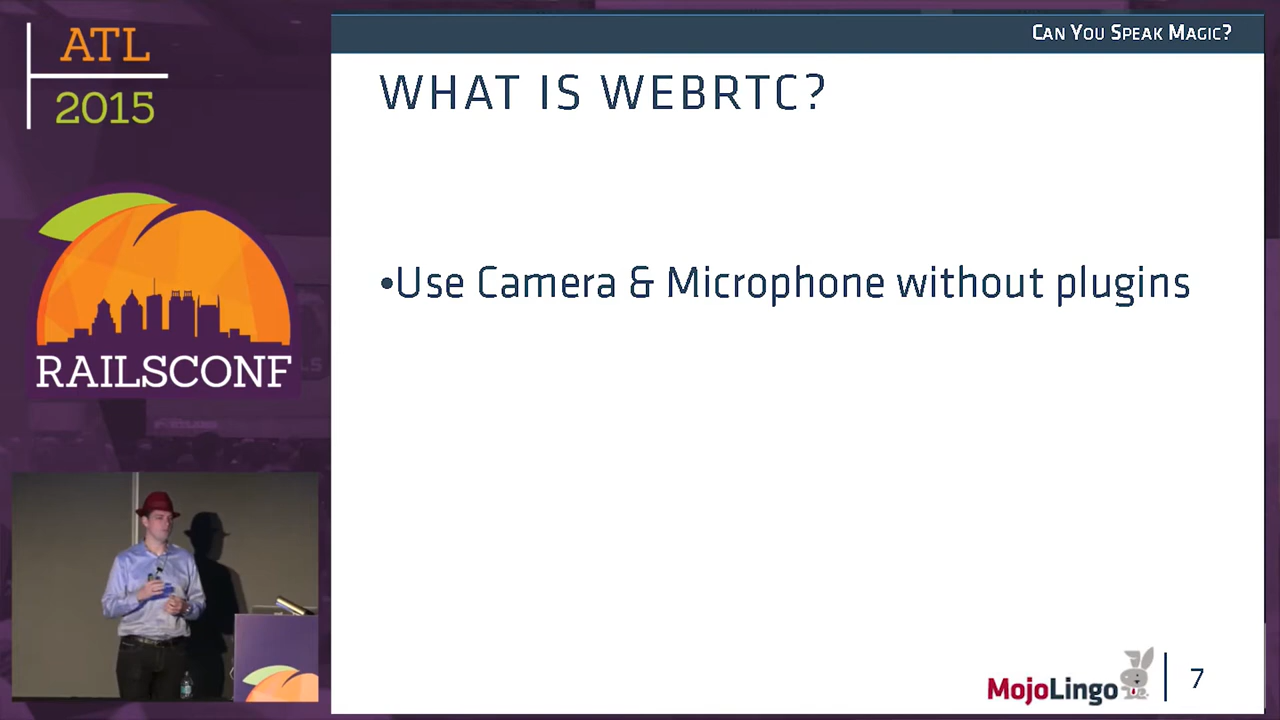 ATL
2015
RAILSCONF
CAN YOU SPEAK MAGIC?
WHAT IS WEBRTC?
•Use Camera & Microphone without plugins
MojoLingo
7